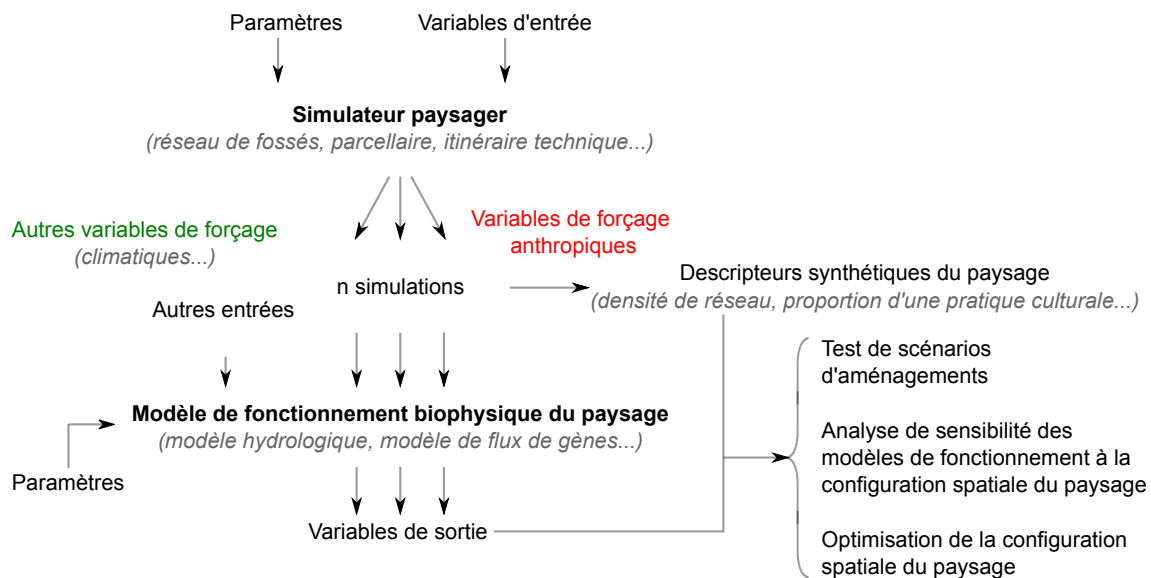 Paramètres
Variables d'entrée
Simulateur paysager
(réseau de fossés, parcellaire, itinéraire technique...)
Autres variables de forçage
(climatiques...)
Variables de forçage
anthropiques
n simulations
Autres entrées
Descripteurs synthétiques du paysage
(densité de réseau, proportion d'une pratique culturale...)
Modèle de fonctionnement biophysique du paysage
(modèle hydrologique, modèle de flux de gènes...)
Paramètres
Variables de sortie
Test de scénarios
d'aménagements
Analyse de sensibilité des
modèles de fonctionnement à la
configuration spatiale du paysage
Optimisation de la configuration
spatiale du paysage